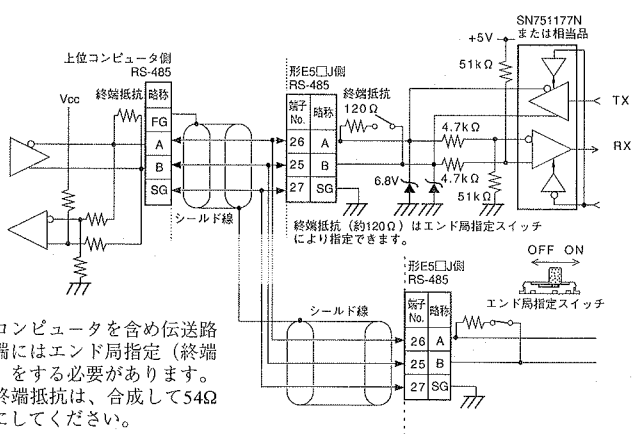 SN751177N
または相当品
+5V
51kΩ
上位コンピュータ側
RS-485
形E5□J側
RS-485
終端抵抗
120Ω
Vcc
終端抵抗
略称
端子
No.
略称
TX
FG
A
B
SG
26 A
25 B
27 SG
4.7kΩ
4.7kΩ
RX
6.8V
51kΩ
シールド線
終端抵抗（約120Ω）はエンド局指定スイッチ
により指定できます。
形E5□J側
RS-485
OFF ON
エンド局指定スイッチ
シールド線
端子
No.
略称
26 A
25 B
27 SG
コンピュータを含め伝送路
端にはエンド局指定（終端
）をする必要があります。
終端抵抗は、合成して54Ω
にしてください。